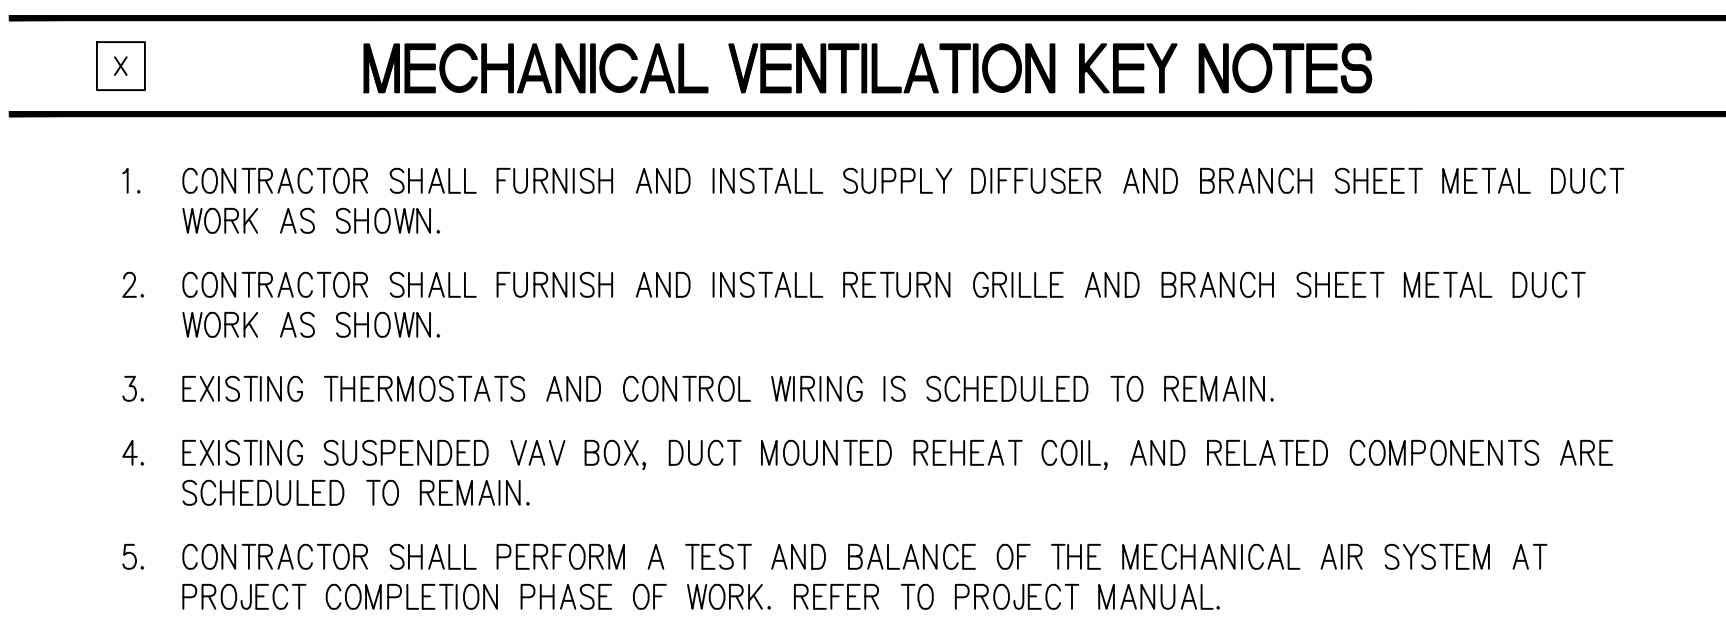 X MECHANICAL VENTILATION KEY NOTES
1. CONTRACTOR SHALL FURNISH AND INSTALL SUPPLY DIFFUSER AND BRANCH SHEET METAL DUCT
WORK AS SHOWN.
2. CONTRACTOR SHALL FURNISH AND INSTALL RETURN GRILLE AND BRANCH SHEET METAL DUCT
WORK AS SHOWN.
3. EXISTING THERMOSTATS AND CONTROL WIRING IS SCHEDULED TO REMAIN.
4. EXISTING SUSPENDED VAV BOX, DUCT MOUNTED REHEAT COIL, AND RELATED COMPONENTS ARE
SCHEDULED TO REMAIN.
5. CONTRACTOR SHALL PERFORM A TEST AND BALANCE OF THE MECHANICAL AIR SYSTEM AT
PROJECT COMPLETION PHASE OF WORK. REFER TO PROJECT MANUAL.